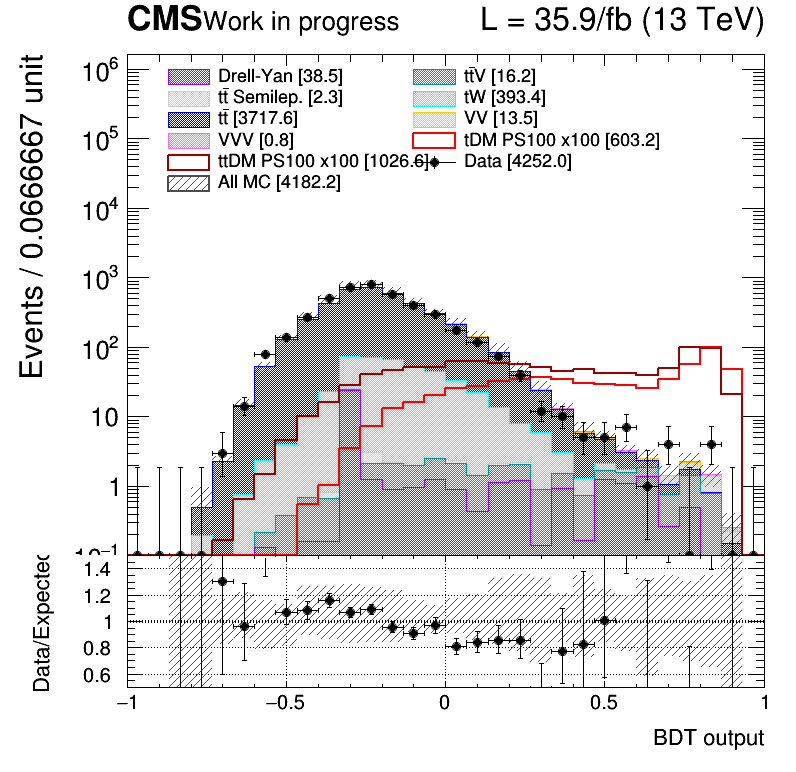 CMS Work in progress L = 35.9/fb (13 TeV)
Events / 0.0666667 unit
10⁶
10⁵
10⁴
10³
10²
10
1
10⁻¹
Drell-Yan [38.5] tt̄V [16.2]
tt̄ Semilep. [2.3] tW [393.4]
tt̄ [3717.6] VV [13.5]
VVV [0.8] tDM PS100 x100 [603.2]
ttDM PS100 x100 [1026.6] Data [4252.0]
All MC [4182.2]
Data/Expected
1.4
1.2
1
0.8
0.6
−1 −0.5 0 0.5 1
BDT output